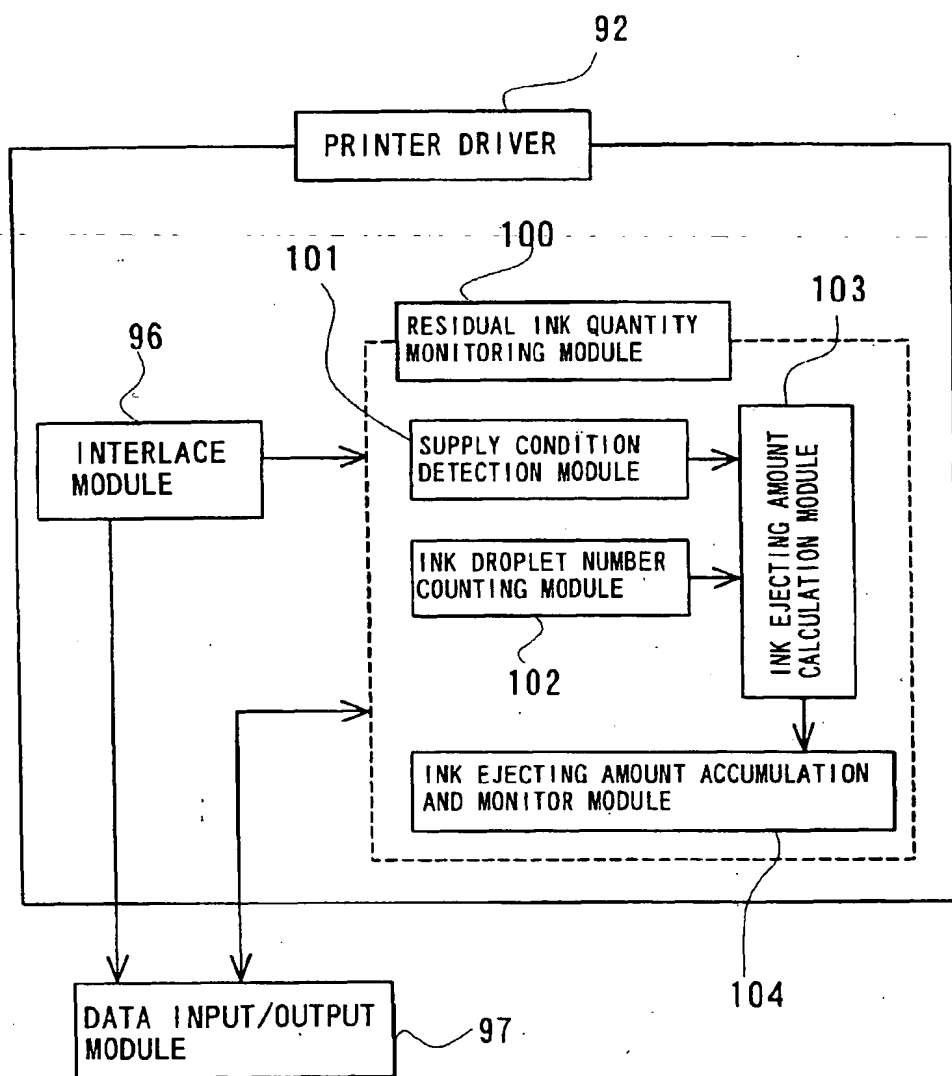 92
PRINTER DRIVER
100
101
103
RESIDUAL INK QUANTITY
MONITORING MODULE
96
INTERLACE
MODULE
SUPPLY CONDITION
DETECTION MODULE
INK EJECTING AMOUNT
CALCULATION MODULE
INK DROPLET NUMBER
COUNTING MODULE
102
INK EJECTING AMOUNT ACCUMULATION
AND MONITOR MODULE
104
DATA INPUT/OUTPUT
MODULE
97